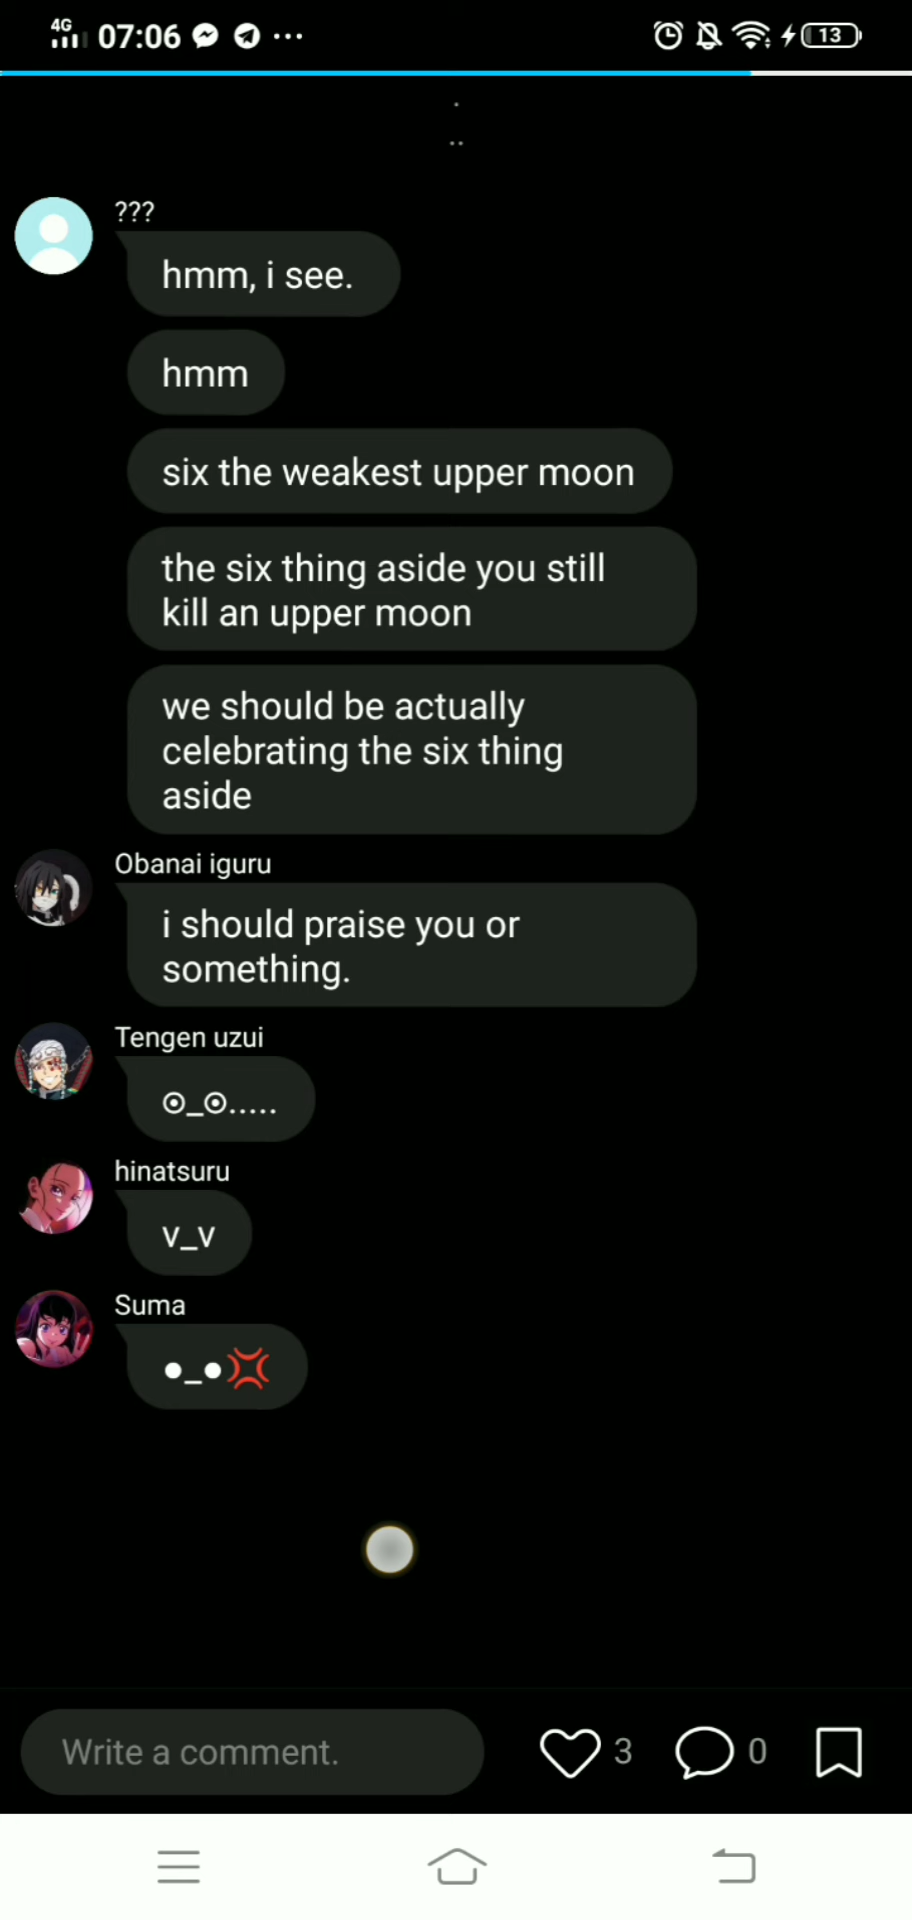 4G 07:06 ... 13
.
..
???
hmm, i see.
hmm
six the weakest upper moon
the six thing aside you still
kill an upper moon
we should be actually
celebrating the six thing
aside
Obanai iguru
i should praise you or
something.
Tengen uzui
⊙_⊙.....
hinatsuru
v_v
Suma
●_●💢
Write a comment. 3 0